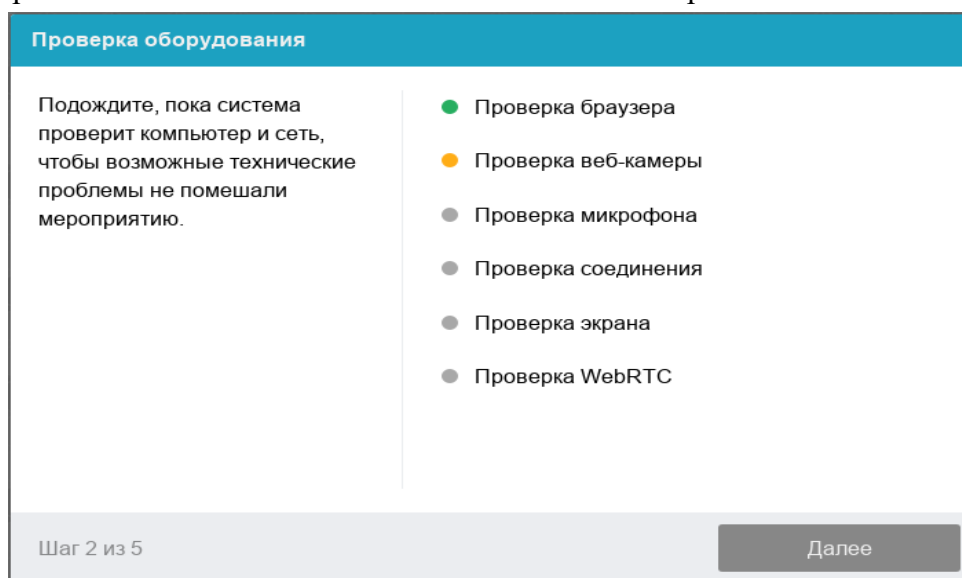 Проверка оборудования
Подождите, пока система
проверит компьютер и сеть,
чтобы возможные технические
проблемы не помешали
мероприятию.
Проверка браузера
Проверка веб-камеры
Проверка микрофона
Проверка соединения
Проверка экрана
Проверка WebRTC
Шаг 2 из 5
Далее